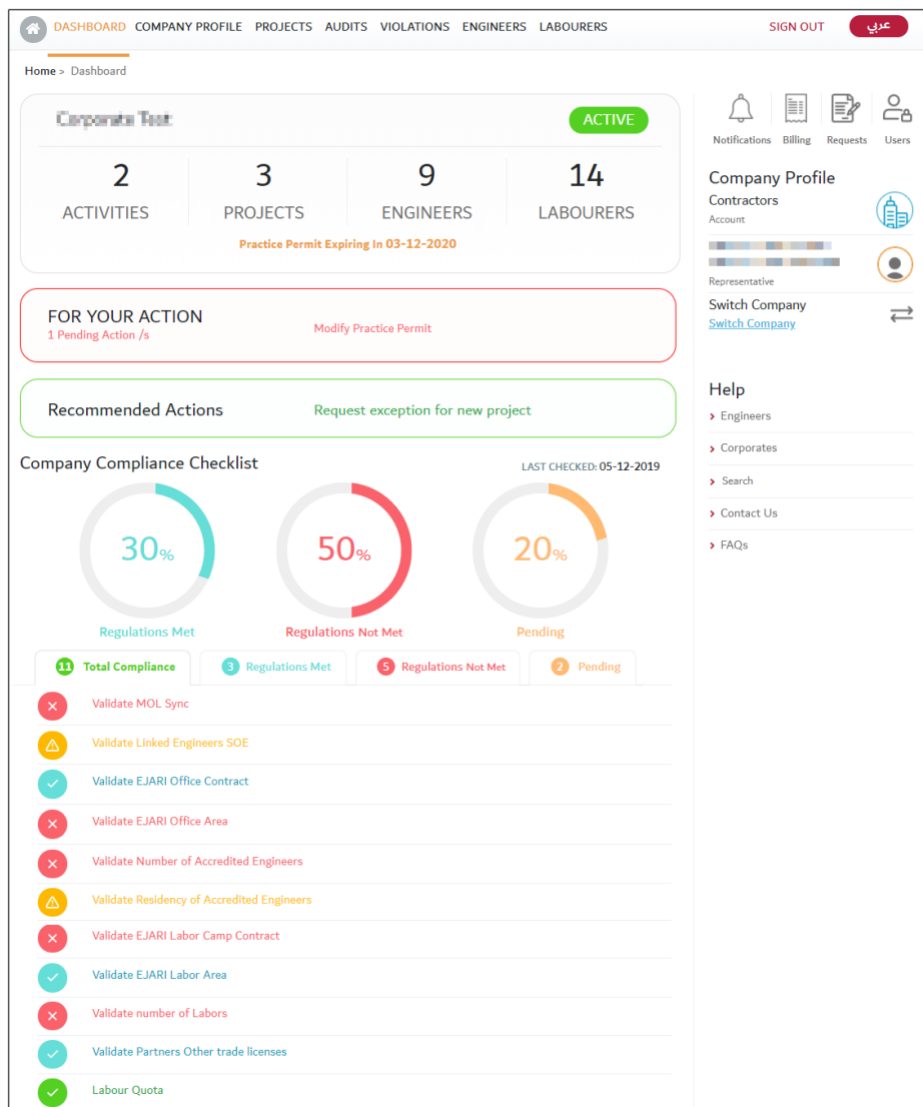 DASHBOARD COMPANY PROFILE PROJECTS AUDITS VIOLATIONS ENGINEERS LABOURERS SIGN OUT عربي
Home > Dashboard
Corporate Test ACTIVE
2 3 9 14
ACTIVITIES PROJECTS ENGINEERS LABOURERS
Practice Permit Expiring In 03-12-2020
FOR YOUR ACTION
1 Pending Action /s Modify Practice Permit
Recommended Actions Request exception for new project
Company Compliance Checklist LAST CHECKED: 05-12-2019
30% 50% 20%
Regulations Met Regulations Not Met Pending
11 Total Compliance 3 Regulations Met 5 Regulations Not Met 2 Pending
Validate MOL Sync
Validate Linked Engineers SOE
Validate EJARI Office Contract
Validate EJARI Office Area
Validate Number of Accredited Engineers
Validate Residency of Accredited Engineers
Validate EJARI Labor Camp Contract
Validate EJARI Labor Area
Validate number of Labors
Validate Partners Other trade licenses
Labour Quota
Notifications Billing Requests Users
Company Profile
Contractors
Account
Representative
Switch Company
Switch Company
Help
Engineers
Corporates
Search
Contact Us
FAQs